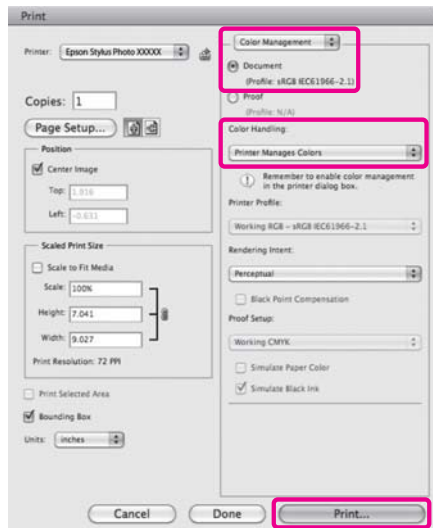 Print
Printer: Epson Stylus Photo XXXXX
Copies: 1
Page Setup...
Position
Center Image
Top: 1.816
Left: -0.631
Scaled Print Size
Scale to Fit Media
Scale: 100%
Height: 7.041
Width: 9.027
Print Resolution: 72 PPI
Print Selected Area
Bounding Box
Units: inches
Color Management
Document
(Profile: sRGB IEC61966-2.1)
Proof
(Profile: N/A)
Color Handling:
Printer Manages Colors
Remember to enable color management
in the printer dialog box.
Printer Profile:
Working RGB - sRGB IEC61966-2.1
Rendering Intent:
Perceptual
Black Point Compensation
Proof Setup:
Working CMYK
Simulate Paper Color
Simulate Black Ink
Cancel
Done
Print...